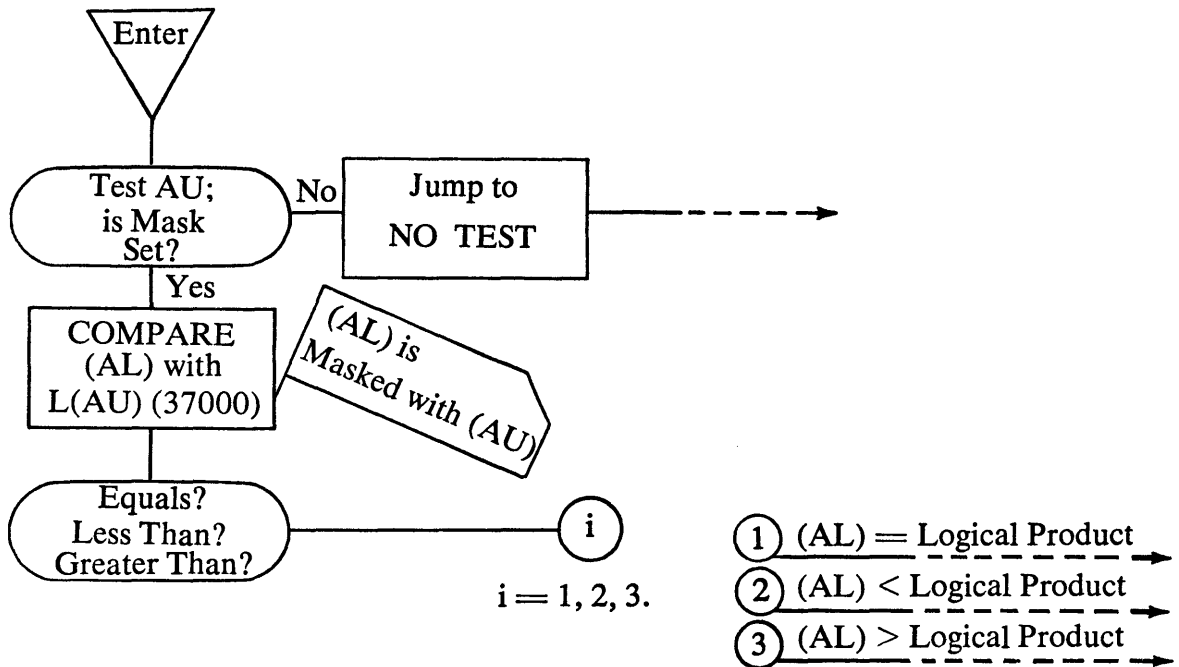 Enter
Test AU;
is Mask
Set?
No
Jump to
NO TEST
Yes
COMPARE
(AL) with
L(AU) (37000)
(AL) is
Masked with (AU)
Equals?
Less Than?
Greater Than?
i
i = 1, 2, 3.
1 (AL) = Logical Product
2 (AL) < Logical Product
3 (AL) > Logical Product